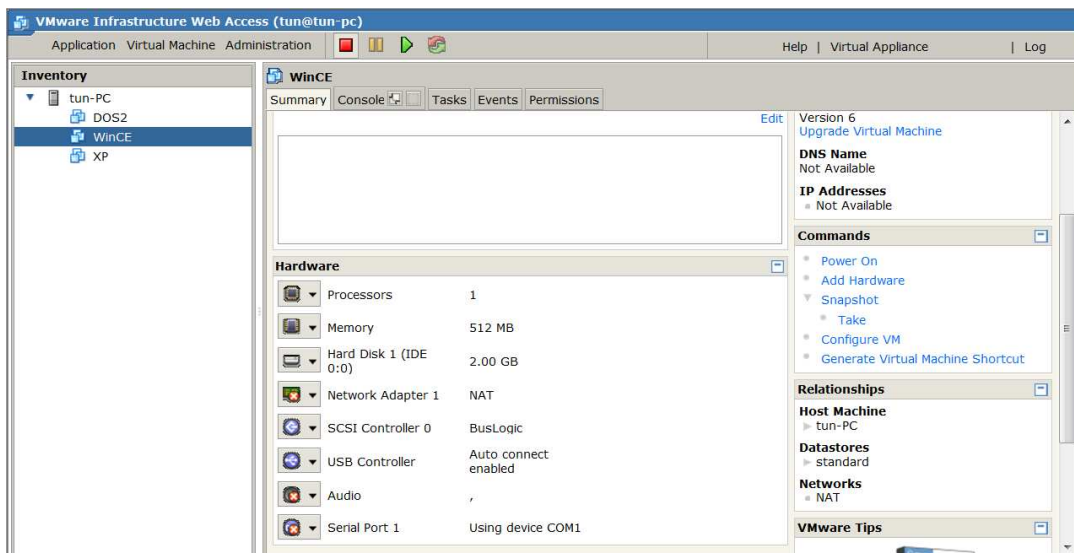 VMware Infrastructure Web Access (tun@tun-pc)
Application Virtual Machine Administration
Help | Virtual Appliance | Log
Inventory
tun-PC
DOS2
WinCE
XP
WinCE
Summary Console Tasks Events Permissions
Edit
Hardware
Processors 1
Memory 512 MB
Hard Disk 1 (IDE
0:0) 2.00 GB
Network Adapter 1 NAT
SCSI Controller 0 BusLogic
USB Controller Auto connect
enabled
Audio ,
Serial Port 1 Using device COM1
Version 6
Upgrade Virtual Machine
DNS Name
Not Available
IP Addresses
Not Available
Commands
Power On
Add Hardware
Snapshot
Take
Configure VM
Generate Virtual Machine Shortcut
Relationships
Host Machine
tun-PC
Datastores
standard
Networks
NAT
VMware Tips